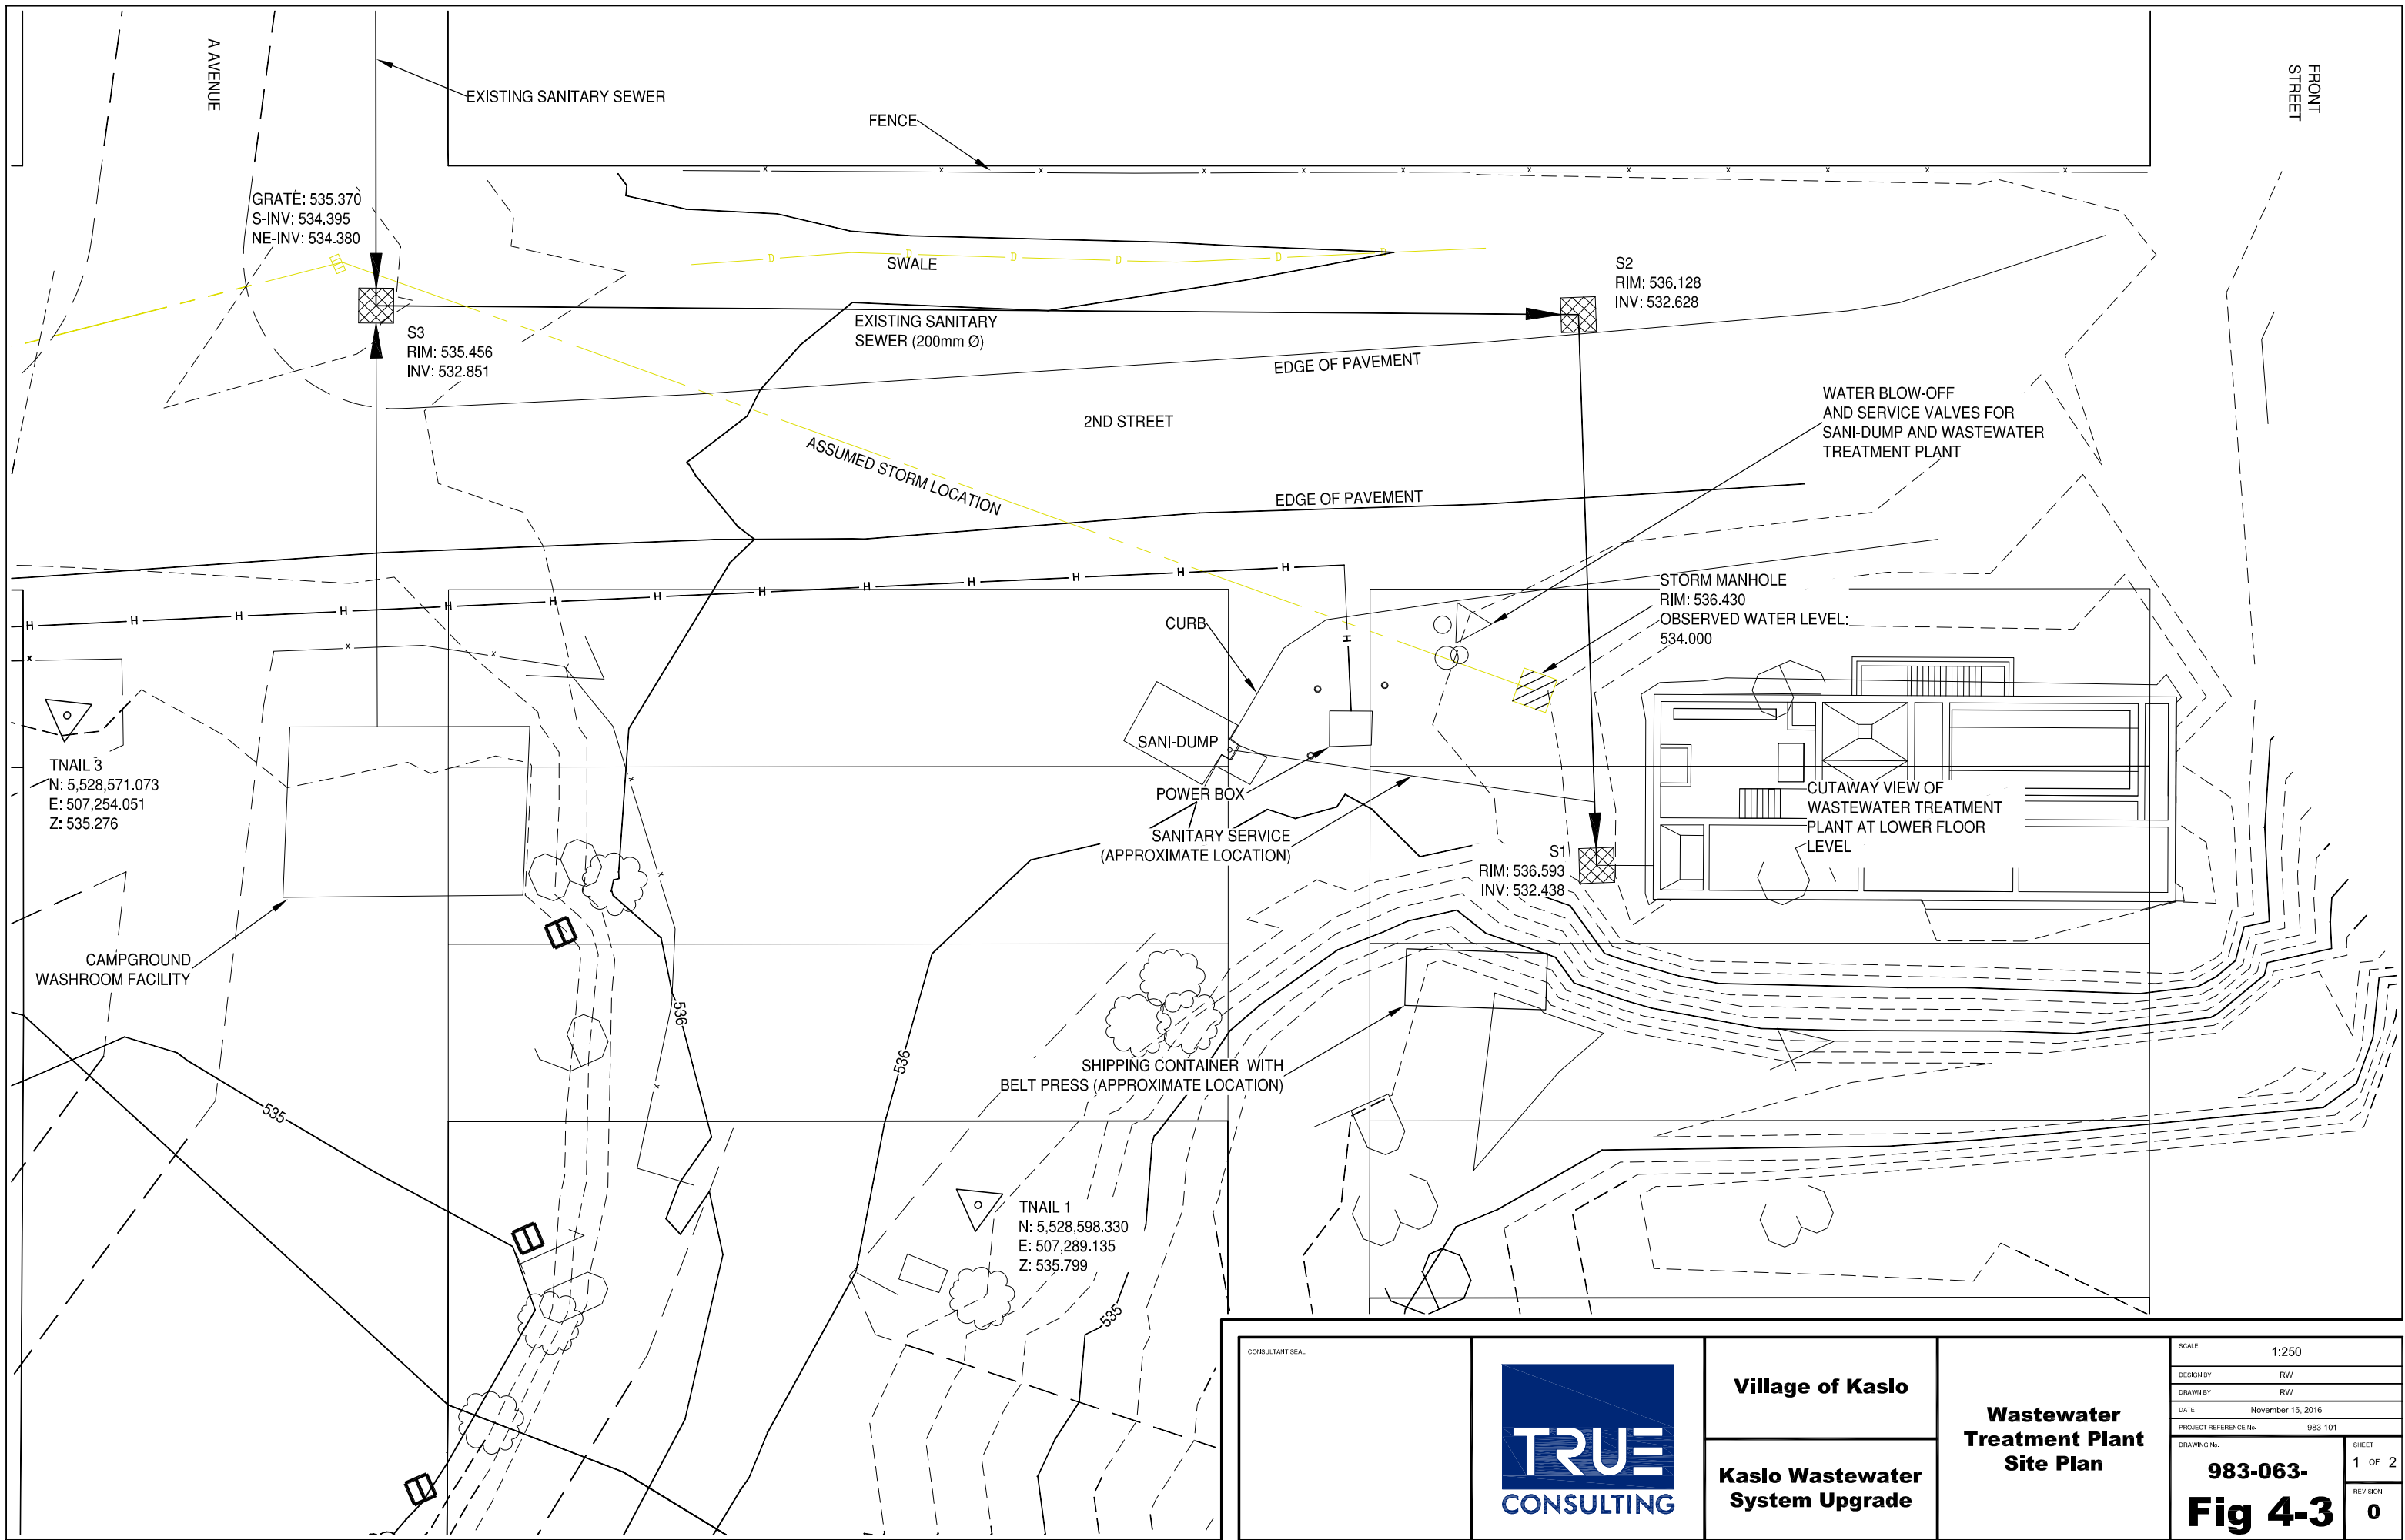 A AVENUE
EXISTING SANITARY SEWER
FENCE
FRONT
STREET
GRATE: 535.370
S-INV: 534.395
NE-INV: 534.380
SWALE
S2
RIM: 536.128
INV: 532.628
S3
RIM: 535.456
INV: 532.851
EXISTING SANITARY
SEWER (200mm Ø)
EDGE OF PAVEMENT
2ND STREET
WATER BLOW-OFF
AND SERVICE VALVES FOR
SANI-DUMP AND WASTEWATER
TREATMENT PLANT
ASSUMED STORM LOCATION
EDGE OF PAVEMENT
STORM MANHOLE
RIM: 536.430
OBSERVED WATER LEVEL:
534.000
CURB
SANI-DUMP
TNAIL 3
N: 5,528,571.073
E: 507,254.051
Z: 535.276
POWER BOX
CUTAWAY VIEW OF
WASTEWATER TREATMENT
PLANT AT LOWER FLOOR
LEVEL
SANITARY SERVICE
(APPROXIMATE LOCATION)
S1
RIM: 536.593
INV: 532.438
CAMPGROUND
WASHROOM FACILITY
536
536
SHIPPING CONTAINER WITH
BELT PRESS (APPROXIMATE LOCATION)
535
TNAIL 1
N: 5,528,598.330
E: 507,289.135
Z: 535.799
535
CONSULTANT SEAL
TRUE
CONSULTING
Village of Kaslo
Kaslo Wastewater
System Upgrade
Wastewater
Treatment Plant
Site Plan
SCALE 1:250
DESIGN BY RW
DRAWN BY RW
DATE November 15, 2016
PROJECT REFERENCE No. 983-101
DRAWING No.
983-063-
Fig 4-3
SHEET
1 OF 2
REVISION
0